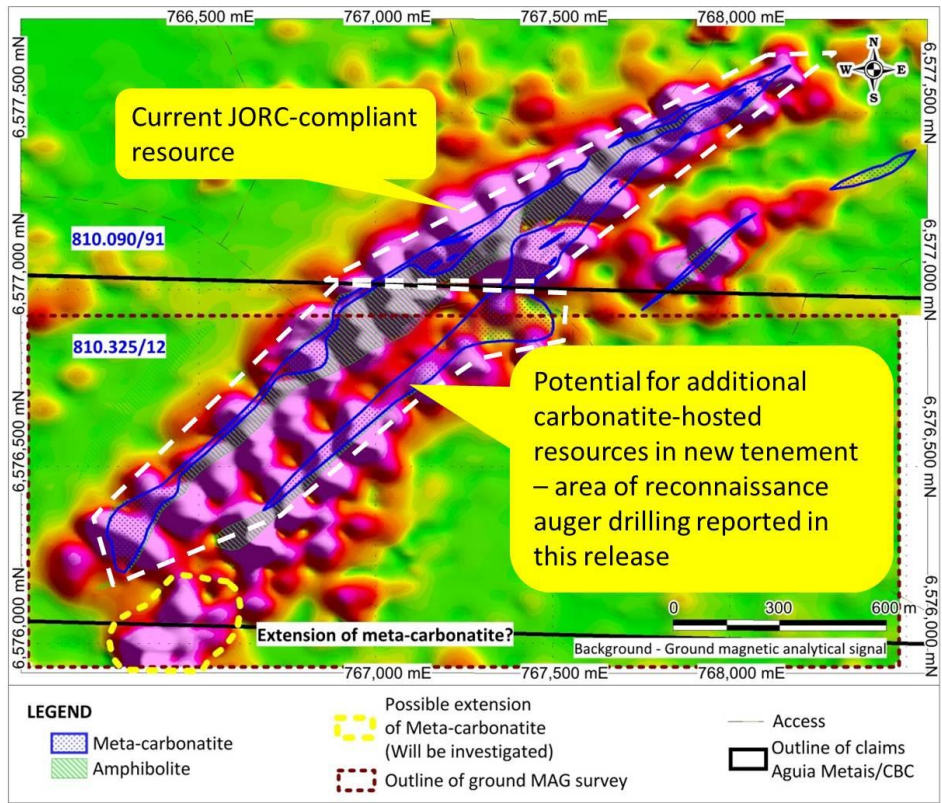 766,500 mE
767,000 mE
767,500 mE
768,000 mE
N
W
E
S
6,577,500 mN
6,577,500 mN
Current JORC-compliant
resource
810.090/91
6,577,000 mN
6,577,000 mN
810.325/12
Potential for additional
carbonatite-hosted
resources in new tenement
– area of reconnaissance
auger drilling reported in
this release
6,576,500 mN
6,576,500 mN
6,576,000 mN
6,576,000 mN
0 300 600 m
Extension of meta-carbonatite?
Background - Ground magnetic analytical signal
767,000 mE
767,500 mE
768,000 mE
LEGEND
Meta-carbonatite
Amphibolite
Possible extension
of Meta-carbonatite
(Will be investigated)
Outline of ground MAG survey
Access
Outline of claims
Aguia Metais/CBC